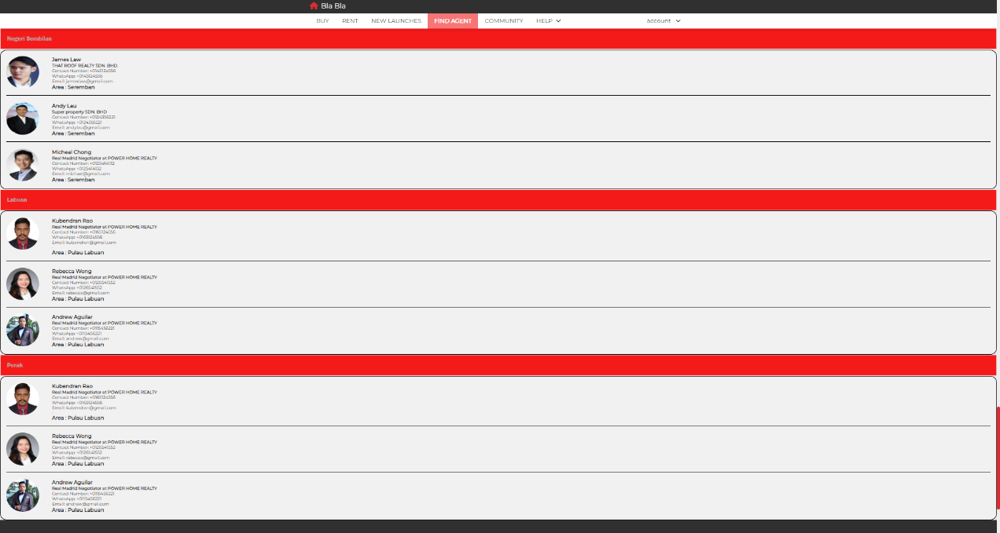 Bla Bla
BUY RENT NEW LAUNCHES FIND AGENT COMMUNITY HELP account
Negeri Sembilan
James Law
THAT ROOF REALTY SDN. BHD.
Contact Number: +0145124556
WhatsApp: +0145124556
Email: jameslaw@gmail.com
Area : Seremban
Andy Lau
Super property SDN. BHD
Contact Number: +0124356221
WhatsApp: +0124356221
Email: andylau@gmail.com
Area : Seremban
Micheal Chong
Real Madrid Negotiator at POWER HOME REALTY
Contact Number: +0125414132
WhatsApp: +0125414132
Email: michael@gmail.com
Area : Seremban
Labuan
Kubendran Rao
Real Madrid Negotiator at POWER HOME REALTY
Contact Number: +0165124556
WhatsApp: +0165124556
Email: kubendran@gmail.com
Area : Pulau Labuan
Rebecca Wong
Real Madrid Negotiator at POWER HOME REALTY
Contact Number: +0126541552
WhatsApp: +0126541552
Email: rebecca@gmail.com
Area : Pulau Labuan
Andrew Aguilar
Real Madrid Negotiator at POWER HOME REALTY
Contact Number: +0115456221
WhatsApp: +0115456221
Email: andrew@gmail.com
Area : Pulau Labuan
Perak
Kubendran Rao
Real Madrid Negotiator at POWER HOME REALTY
Contact Number: +0165124556
WhatsApp: +0165124556
Email: kubendran@gmail.com
Area : Pulau Labuan
Rebecca Wong
Real Madrid Negotiator at POWER HOME REALTY
Contact Number: +0126541552
WhatsApp: +0126541552
Email: rebecca@gmail.com
Area : Pulau Labuan
Andrew Aguilar
Real Madrid Negotiator at POWER HOME REALTY
Contact Number: +0115456221
WhatsApp: +0115456221
Email: andrew@gmail.com
Area : Pulau Labuan